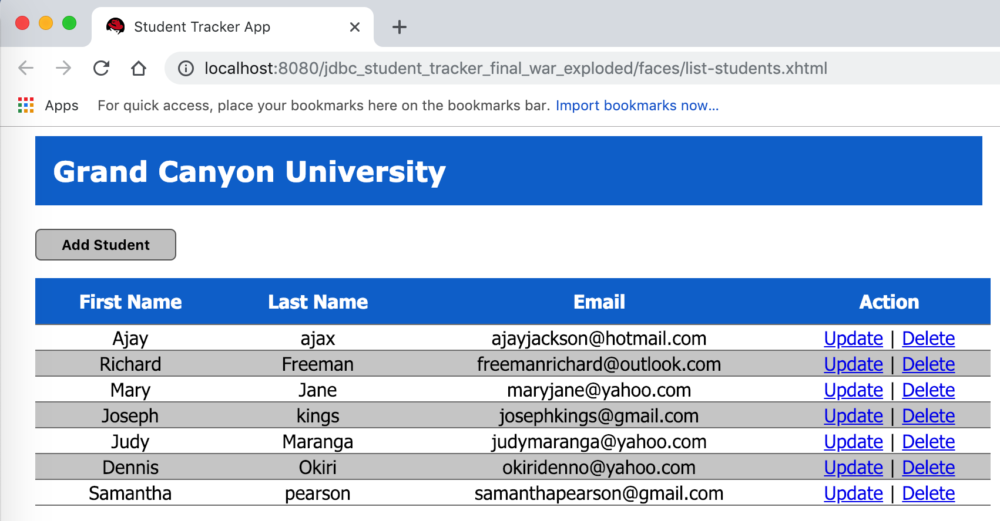 Student Tracker App
localhost:8080/jdbc_student_tracker_final_war_exploded/faces/list-students.xhtml
Apps For quick access, place your bookmarks here on the bookmarks bar. Import bookmarks now...
Grand Canyon University
Add Student
First Name Last Name Email Action
Ajay ajax ajayjackson@hotmail.com Update | Delete
Richard Freeman freemanrichard@outlook.com Update | Delete
Mary Jane maryjane@yahoo.com Update | Delete
Joseph kings josephkings@gmail.com Update | Delete
Judy Maranga judymaranga@yahoo.com Update | Delete
Dennis Okiri okiridenno@yahoo.com Update | Delete
Samantha pearson samanthapearson@gmail.com Update | Delete